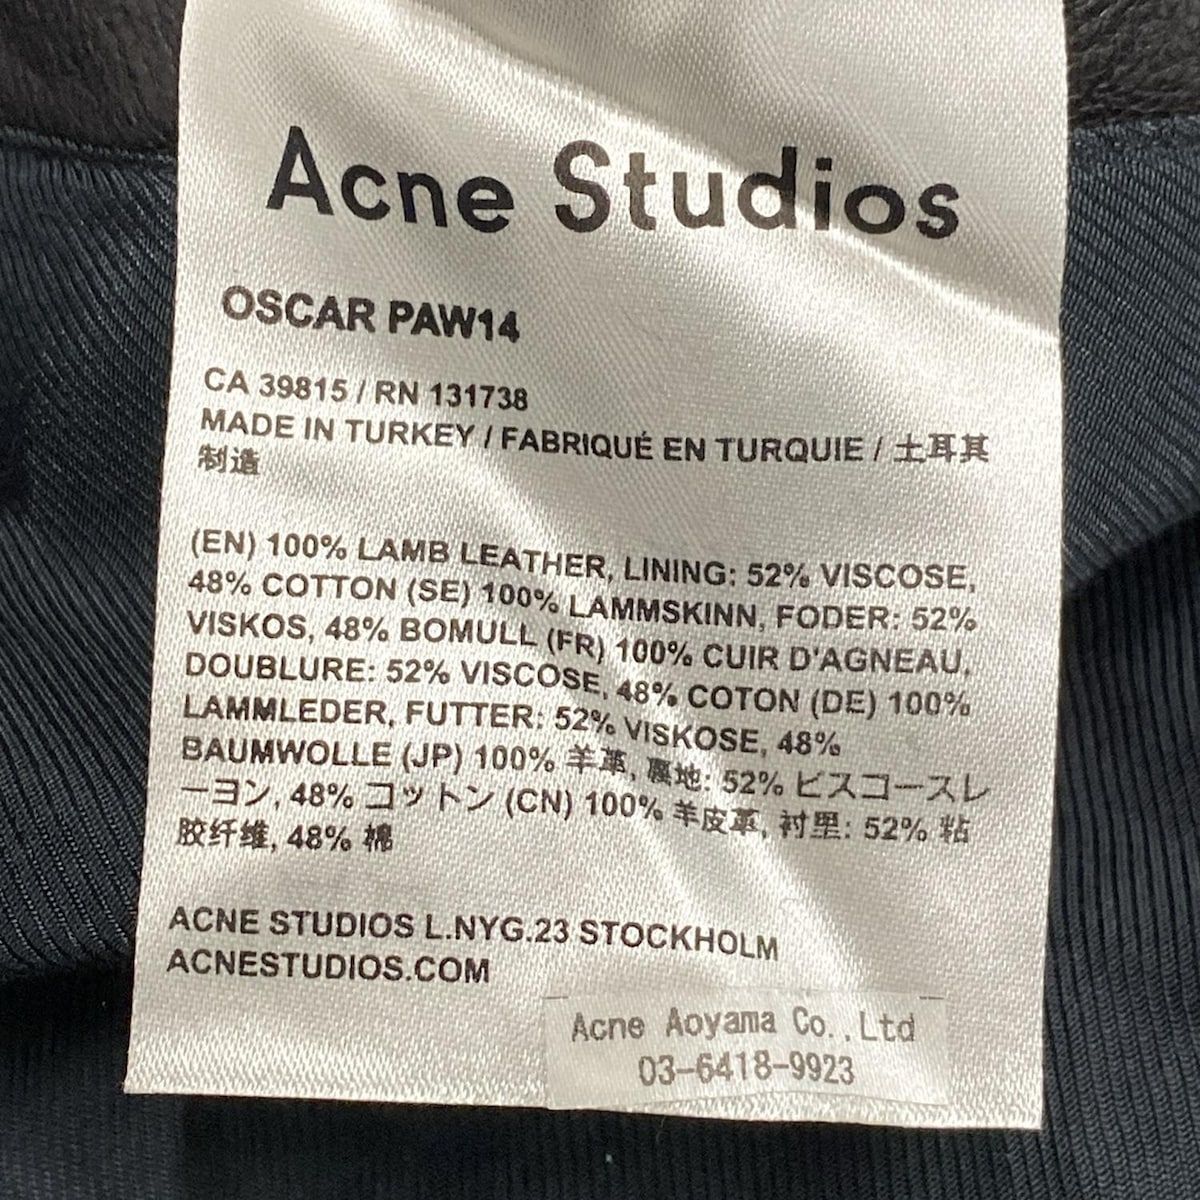 Acne Studios
OSCAR PAW14
CA 39815 / RN 131738
MADE IN TURKEY / FABRIQUÉ EN TURQUIE / 土耳其
制造
(EN) 100% LAMB LEATHER, LINING: 52% VISCOSE,
48% COTTON (SE) 100% LAMMSKINN, FODER: 52%
VISKOS, 48% BOMULL (FR) 100% CUIR D'AGNEAU,
DOUBLURE: 52% VISCOSE, 48% COTON (DE) 100%
LAMMLEDER, FUTTER: 52% VISKOSE, 48%
BAUMWOLLE (JP) 100% 羊革, 裏地: 52% ビスコースレ
ーヨン, 48% コットン (CN) 100% 羊皮革, 衬里: 52% 粘
胶纤维, 48% 棉
ACNE STUDIOS L.NYG.23 STOCKHOLM
ACNESTUDIOS.COM
Acne Aoyama Co.,Ltd
03-6418-9923